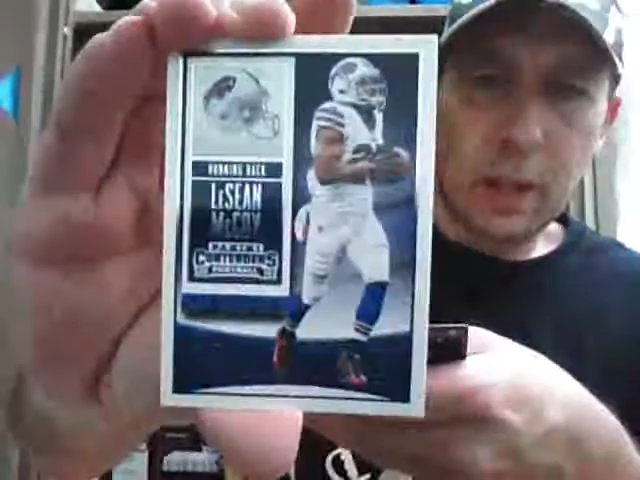 RUNNING BACK
LeSEAN
McCOY
PANINI
CONTENDERS
FOOTBALL